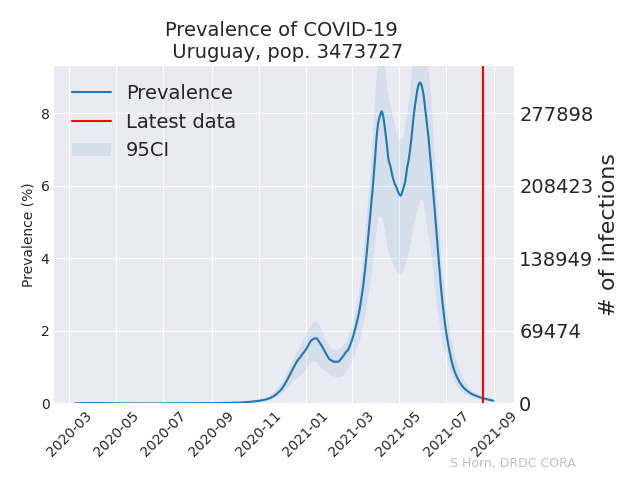 Prevalence of COVID-19
Uruguay, pop. 3473727
Prevalence
Latest data
95CI
Prevalence (%)
8
6
4
2
0
277898
208423
138949
69474
0
# of infections
2020-03
2020-05
2020-07
2020-09
2020-11
2021-01
2021-03
2021-05
2021-07
2021-09
S Horn, DRDC CORA